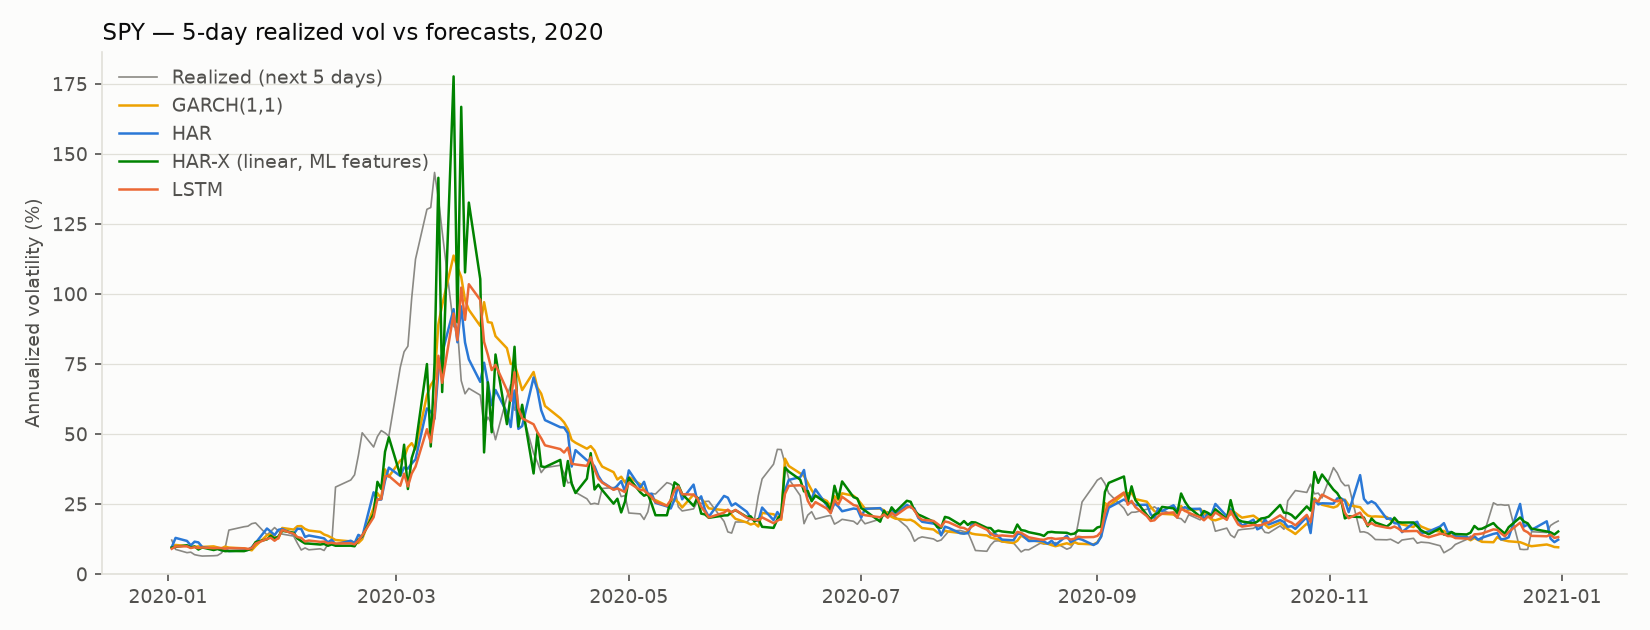 SPY — 5-day realized vol vs forecasts, 2020
Annualized volatility (%)
175
150
125
100
75
50
25
0
Realized (next 5 days)
GARCH(1,1)
HAR
HAR-X (linear, ML features)
LSTM
2020-01
2020-03
2020-05
2020-07
2020-09
2020-11
2021-01